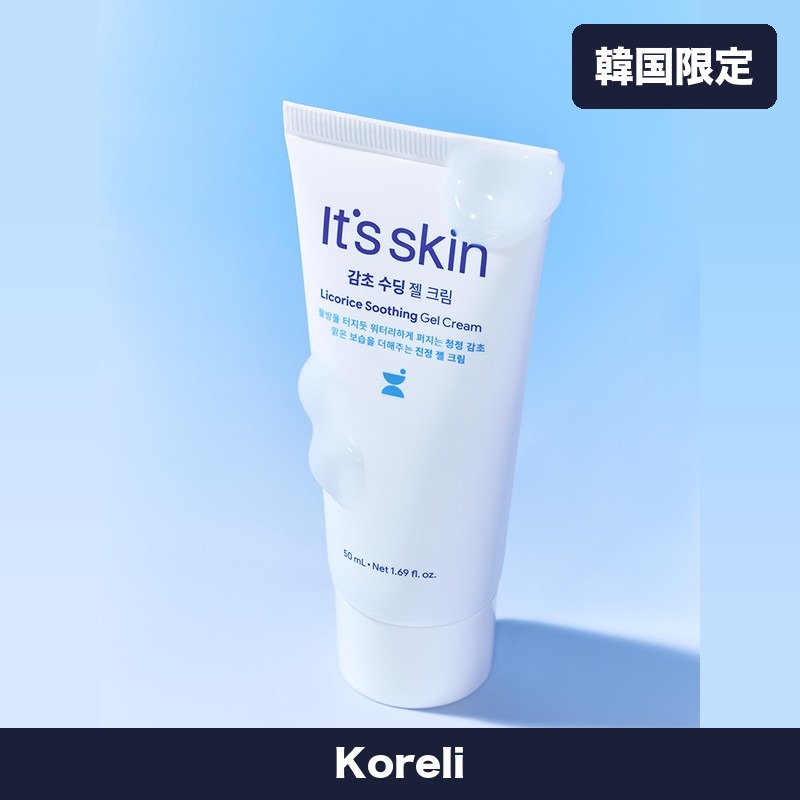 韓国限定
It's skin
감초 수딩 젤 크림
Licorice Soothing Gel Cream
물방울 터지듯 워터리하게 퍼지는 청정 감초
맑은 보습을 더해주는 진정 젤 크림
50 mL • Net 1.69 fl. oz.
Koreli